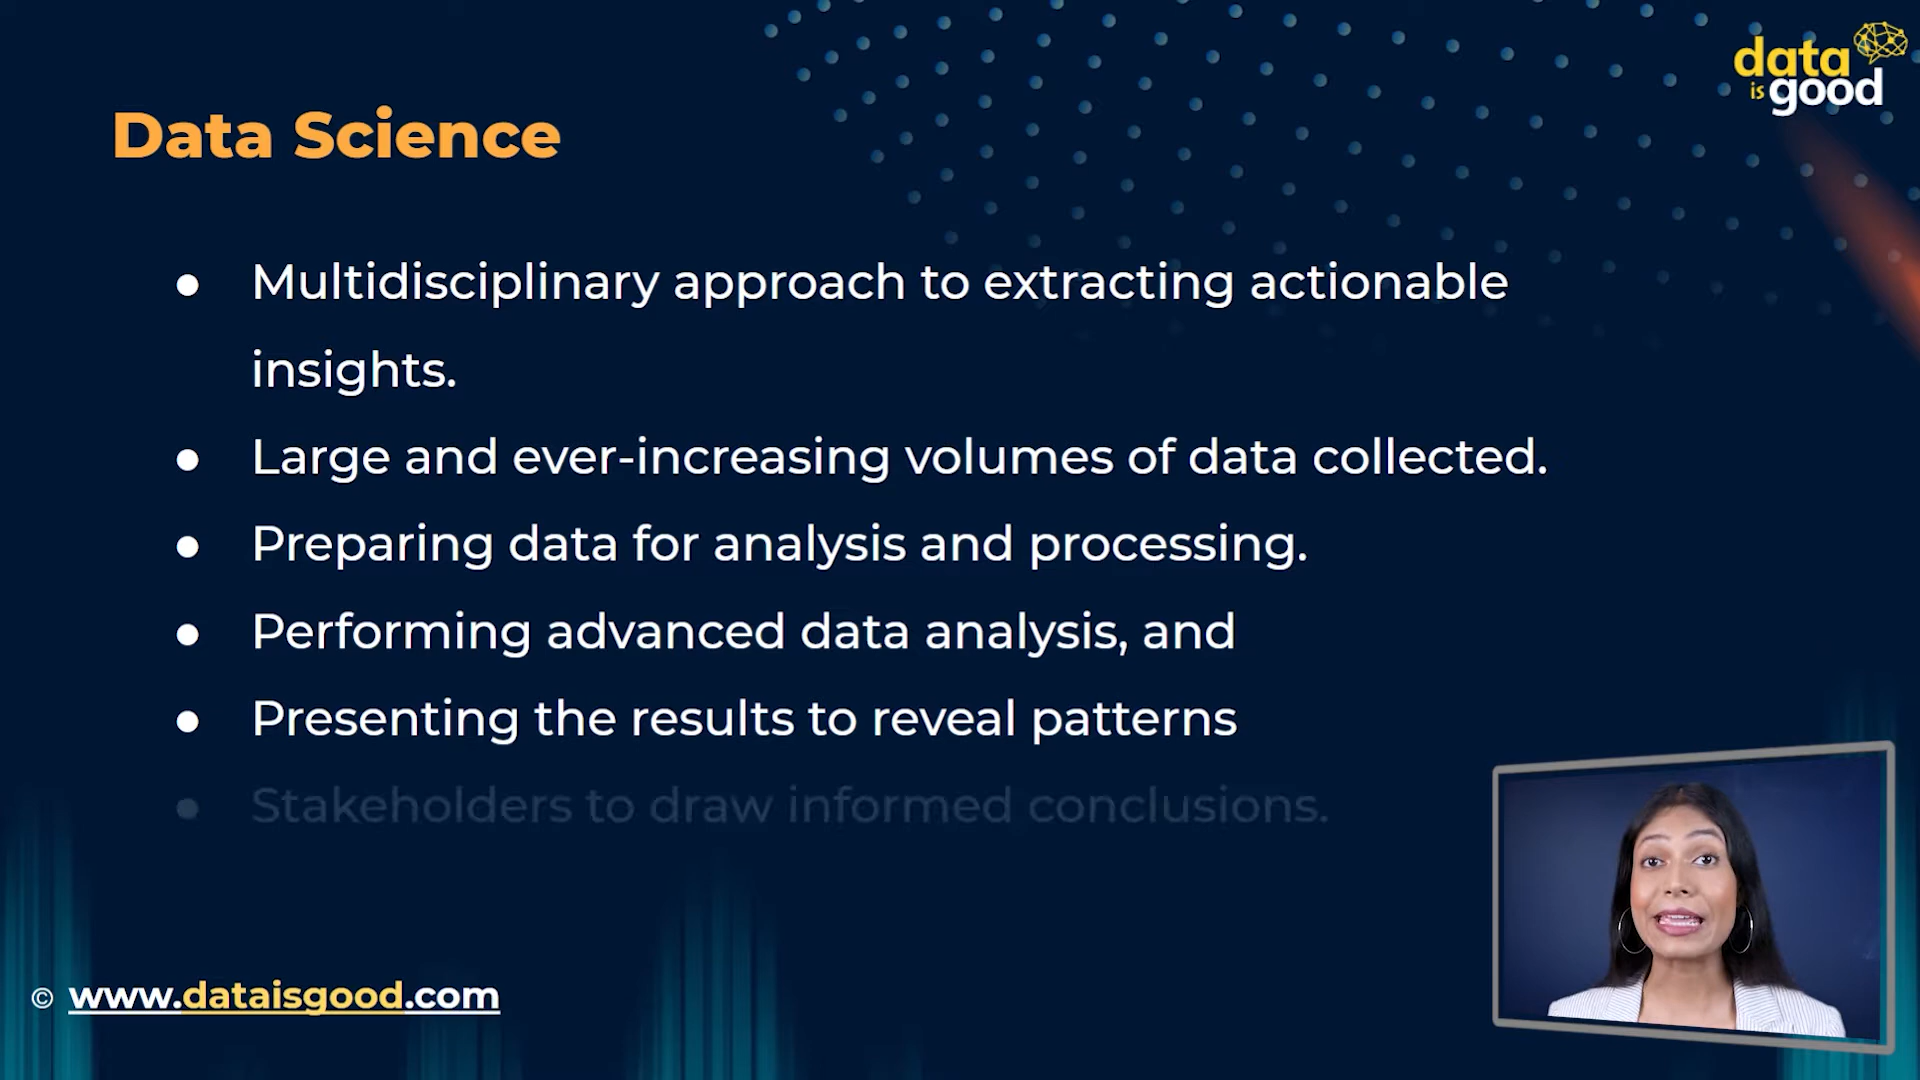 data
is good
Data Science
● Multidisciplinary approach to extracting actionable
insights.
● Large and ever-increasing volumes of data collected.
● Preparing data for analysis and processing.
● Performing advanced data analysis, and
● Presenting the results to reveal patterns
● Stakeholders to draw informed conclusions.
© www.dataisgood.com